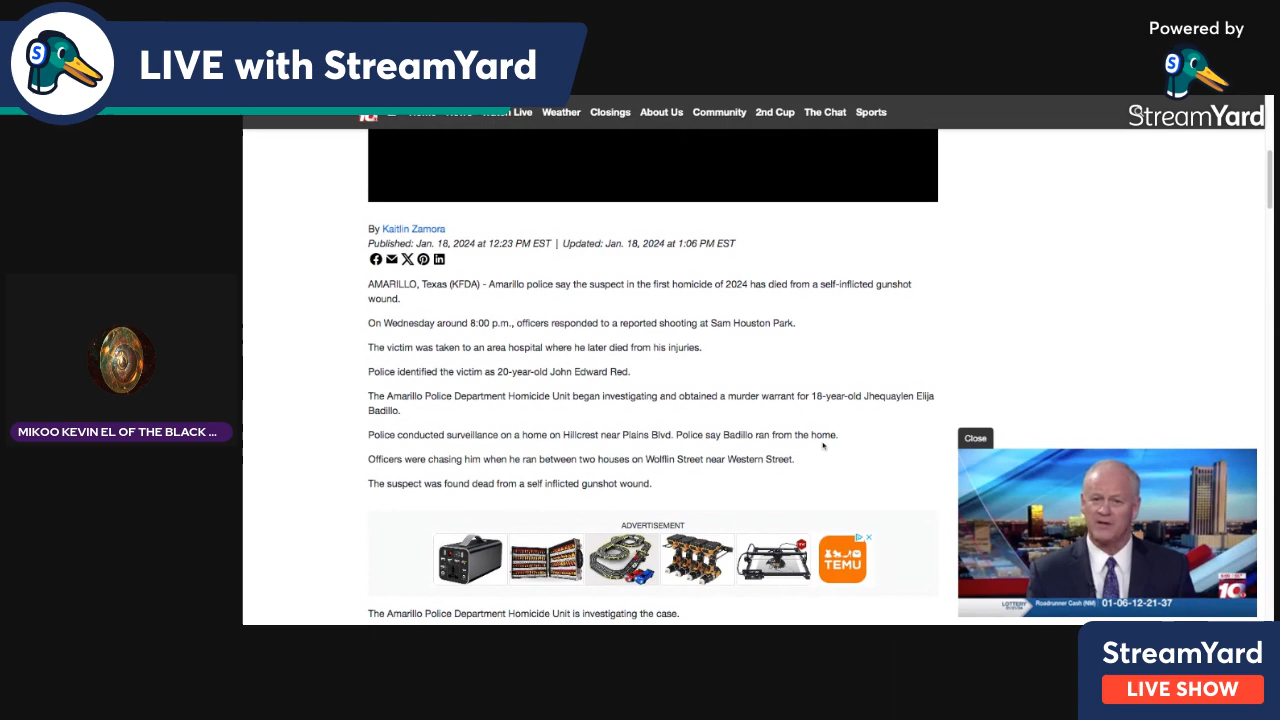 S LIVE with StreamYard
Powered by
S
Home News Watch Live Weather Closings About Us Community 2nd Cup The Chat Sports
StreamYard
By Kaitlin Zamora
Published: Jan. 18, 2024 at 12:23 PM EST | Updated: Jan. 18, 2024 at 1:06 PM EST
AMARILLO, Texas (KFDA) - Amarillo police say the suspect in the first homicide of 2024 has died from a self-inflicted gunshot
wound.
On Wednesday around 8:00 p.m., officers responded to a reported shooting at Sam Houston Park.
The victim was taken to an area hospital where he later died from his injuries.
Police identified the victim as 20-year-old John Edward Red.
The Amarillo Police Department Homicide Unit began investigating and obtained a murder warrant for 18-year-old Jhequaylen Elija
Badillo.
MIKOO KEVIN EL OF THE BLACK ...
Police conducted surveillance on a home on Hillcrest near Plains Blvd. Police say Badillo ran from the home.
Close
Officers were chasing him when he ran between two houses on Wolflin Street near Western Street.
The suspect was found dead from a self inflicted gunshot wound.
ADVERTISEMENT
TEMU
10
LOTTERY
Roadrunner Cash (NM) 01-06-12-21-37
The Amarillo Police Department Homicide Unit is investigating the case.
StreamYard
LIVE SHOW